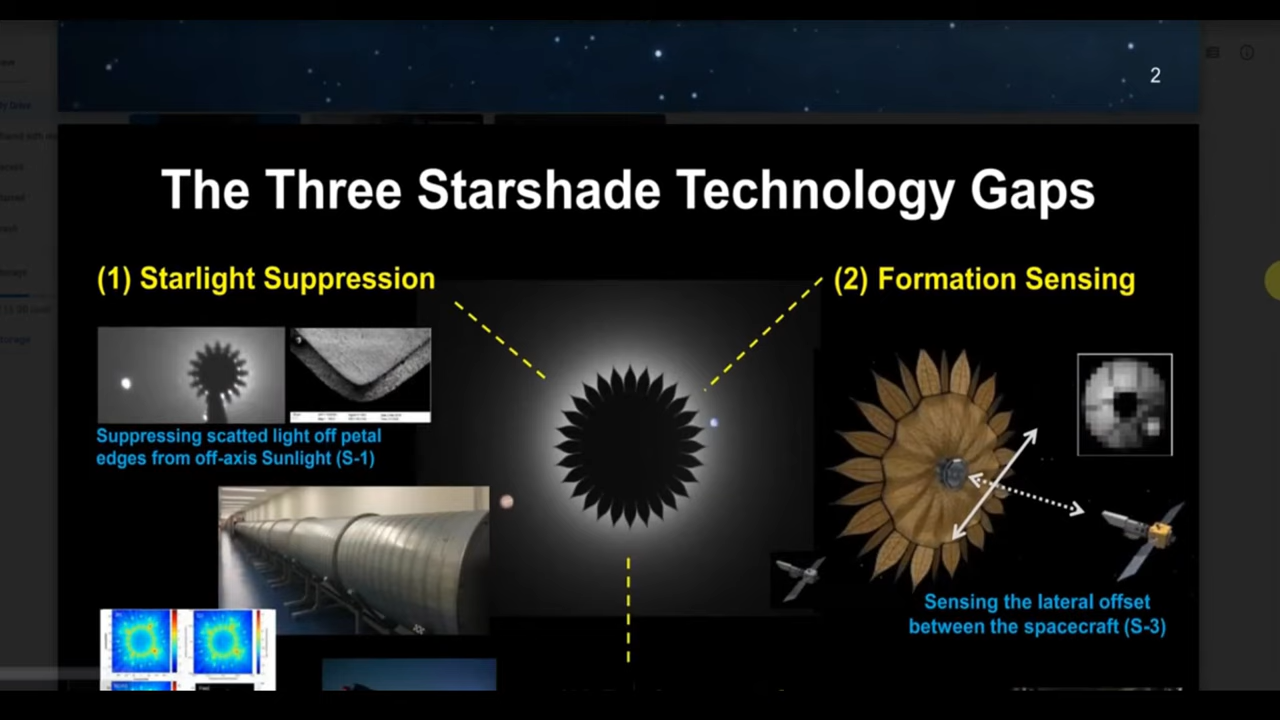 2
The Three Starshade Technology Gaps
(1) Starlight Suppression
(2) Formation Sensing
Suppressing scatted light off petal
edges from off-axis Sunlight (S-1)
Sensing the lateral offset
between the spacecraft (S-3)